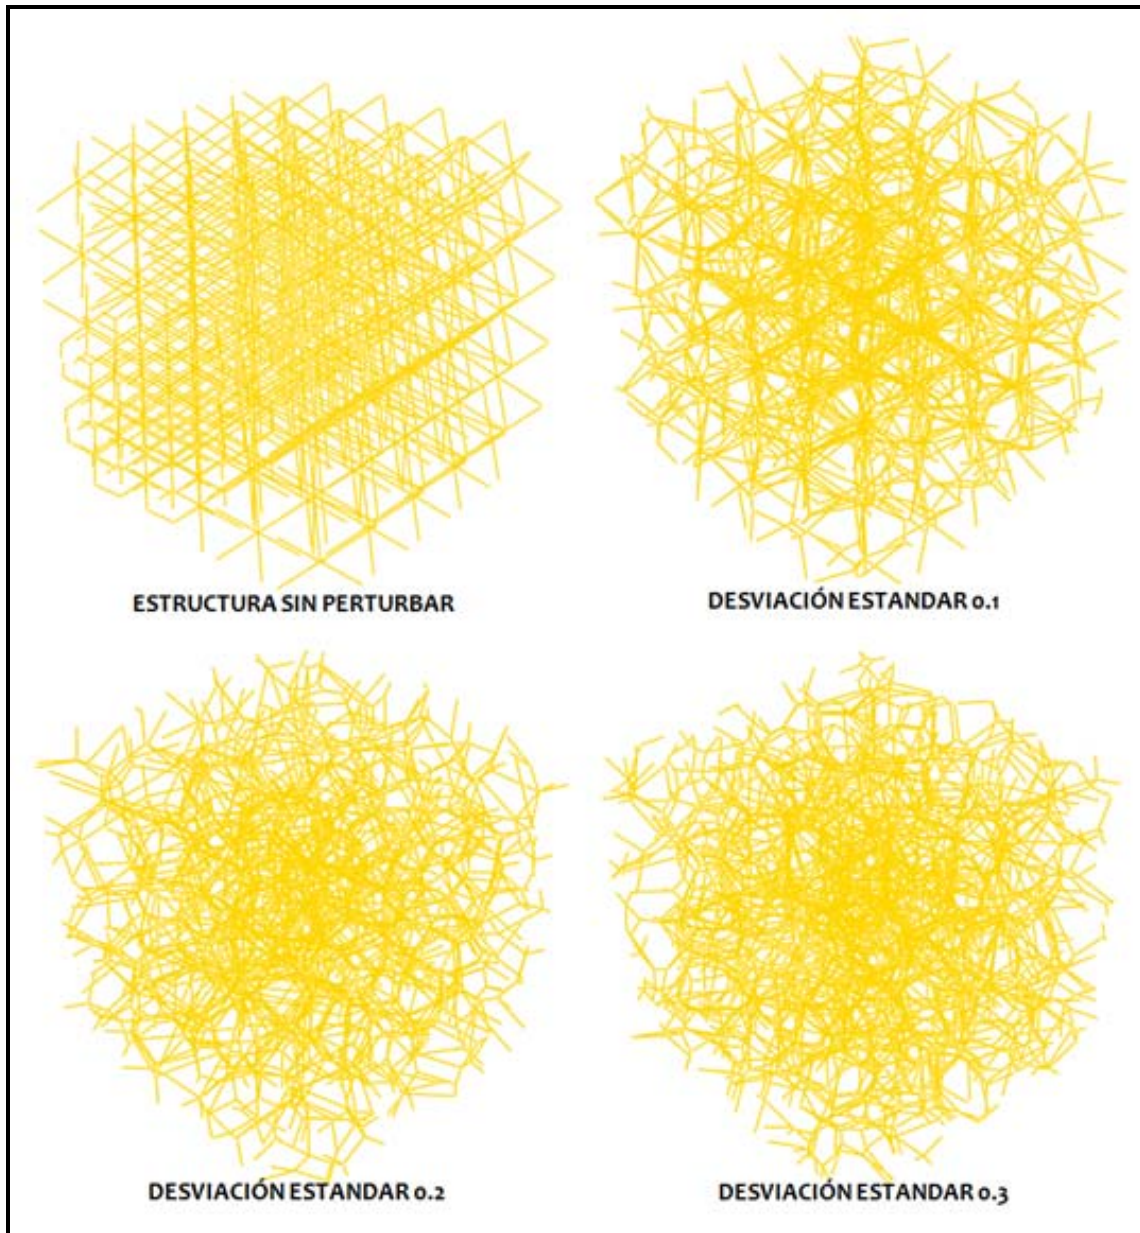 ESTRUCTURA SIN PERTURBAR
DESVIACIÓN ESTANDAR 0.1
DESVIACIÓN ESTANDAR 0.2
DESVIACIÓN ESTANDAR 0.3